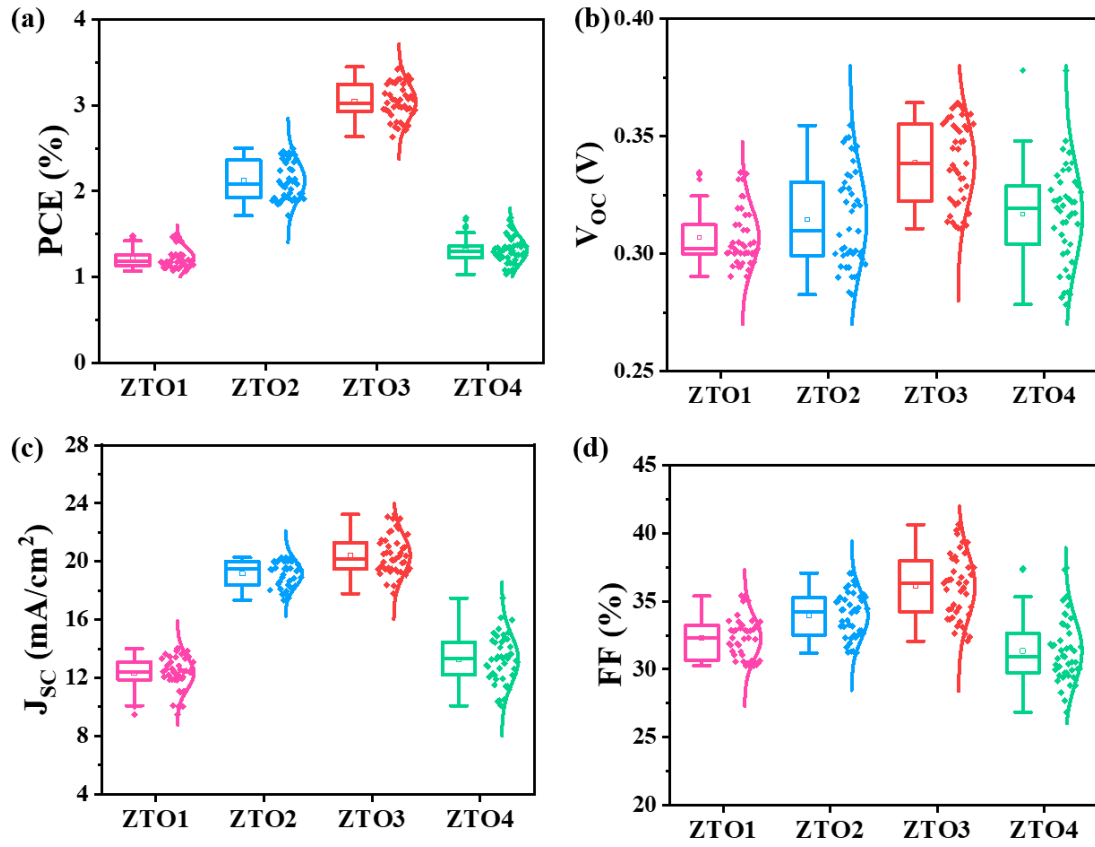 (a)
PCE (%)
4
3
2
1
0
ZTO1 ZTO2 ZTO3 ZTO4
(b)
V_OC (V)
0.40
0.35
0.30
0.25
ZTO1 ZTO2 ZTO3 ZTO4
(c)
J_SC (mA/cm²)
28
24
20
16
12
8
4
ZTO1 ZTO2 ZTO3 ZTO4
(d)
FF (%)
45
40
35
30
25
20
ZTO1 ZTO2 ZTO3 ZTO4